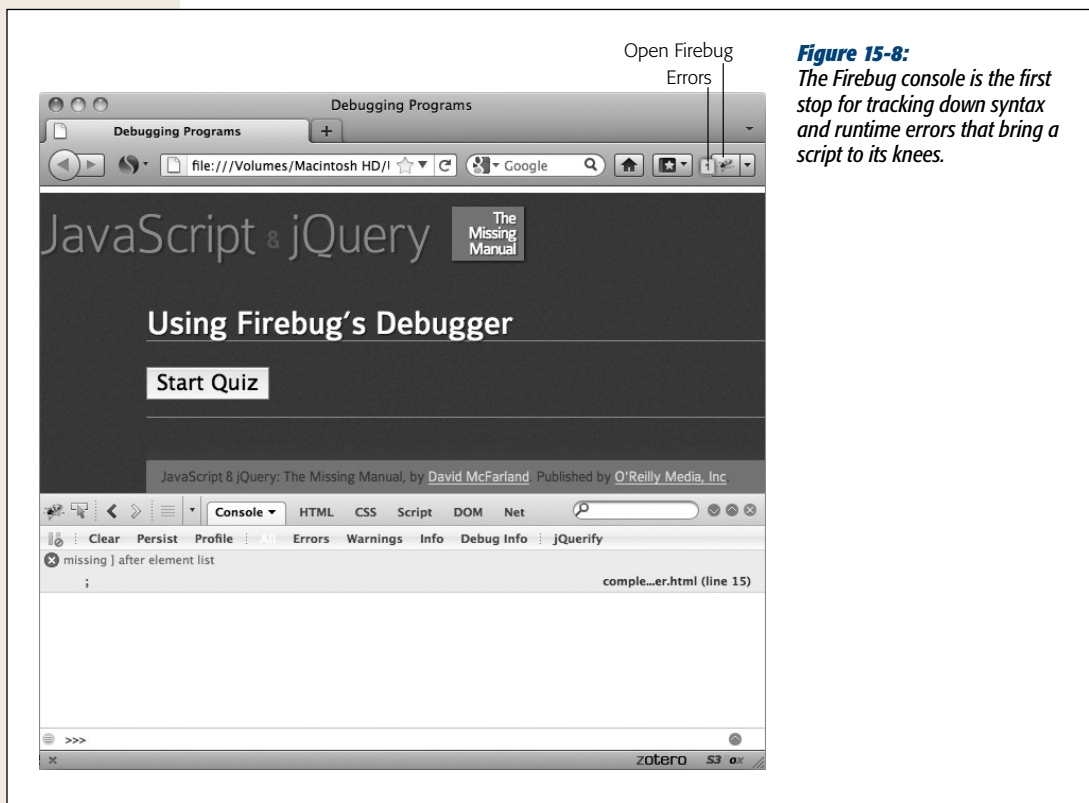 Open Firebug
Errors
Figure 15-8:
The Firebug console is the first
stop for tracking down syntax
and runtime errors that bring a
script to its knees.
Debugging Programs
Debugging Programs
+
file:///Volumes/Macintosh HD/
Google
1
JavaScript & jQuery
The
Missing
Manual
Using Firebug's Debugger
Start Quiz
JavaScript & jQuery: The Missing Manual, by David McFarland. Published by O'Reilly Media, Inc.
Console HTML CSS Script DOM Net
Clear Persist Profile All Errors Warnings Info Debug Info jQuerify
missing ] after element list
;
comple...er.html (line 15)
>>>
zotero S3 ox